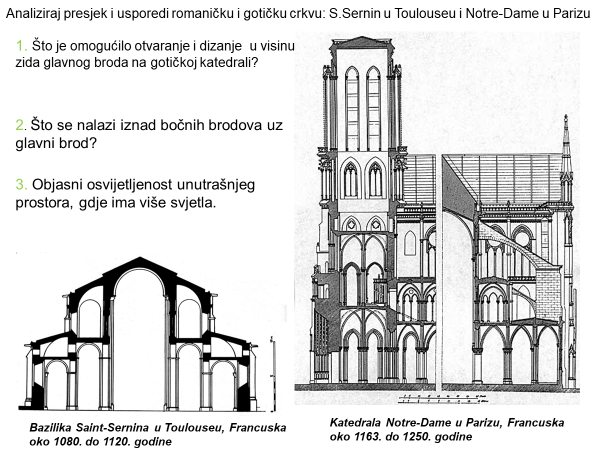 Analiziraj presjek i usporedi romaničku i gotičku crkvu: S.Sernin u Toulouseu i Notre-Dame u Parizu
1. Što je omogućilo otvaranje i dizanje u visinu
zida glavnog broda na gotičkoj katedrali?
2. Što se nalazi iznad bočnih brodova uz
glavni brod?
3. Objasni osvijetljenost unutrašnjeg
prostora, gdje ima više svjetla.
Bazilika Saint-Sernina u Toulouseu, Francuska
oko 1080. do 1120. godine
Katedrala Notre-Dame u Parizu, Francuska
oko 1163. do 1250. godine